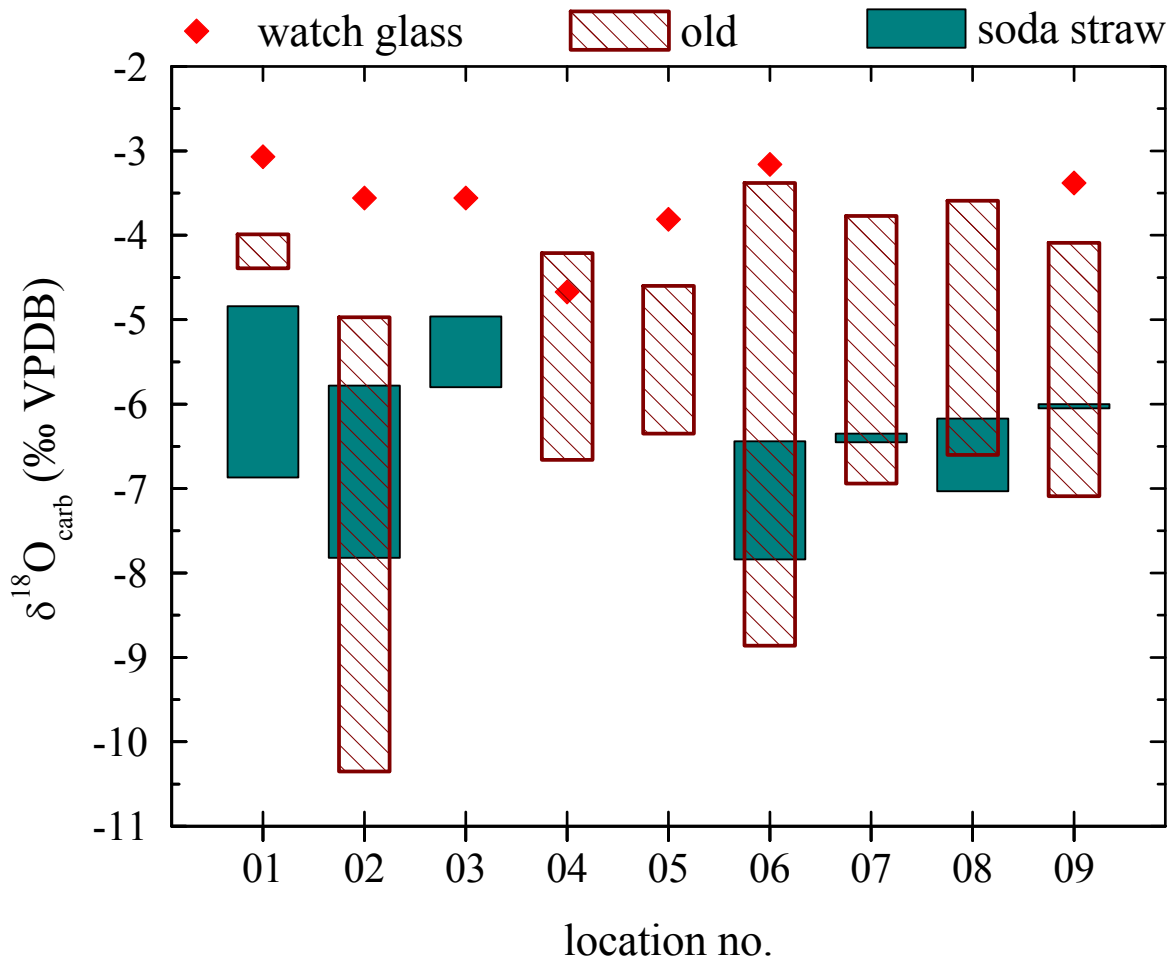 watch glass old soda straw
-2
-3
-4
-5
-6
-7
-8
-9
-10
-11
δ¹⁸O_carb (‰ VPDB)
01 02 03 04 05 06 07 08 09
location no.